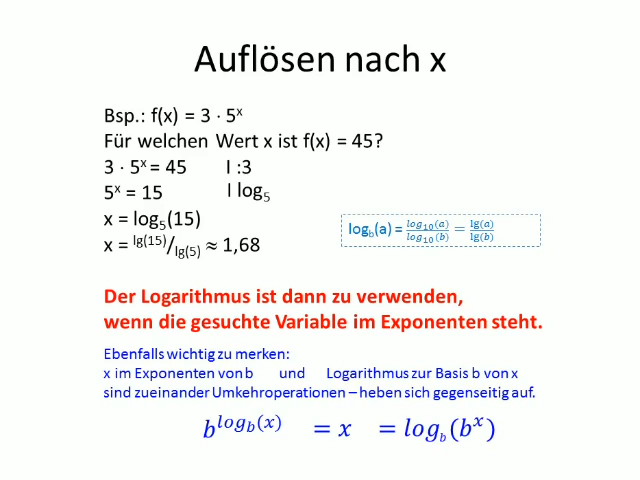 Auflösen nach x
Bsp.: f(x) = 3 · 5ˣ
Für welchen Wert x ist f(x) = 45?
3 · 5ˣ = 45 I :3
5ˣ = 15 I log₅
x = log₅(15)
x = lg(15)/lg(5) ≈ 1,68
log_b(a) = log₁₀(a)/log₁₀(b) = lg(a)/lg(b)
Der Logarithmus ist dann zu verwenden,
wenn die gesuchte Variable im Exponenten steht.
Ebenfalls wichtig zu merken:
x im Exponenten von b und Logarithmus zur Basis b von x
sind zueinander Umkehroperationen – heben sich gegenseitig auf.
b^(log_b(x)) = x = log_b(bˣ)